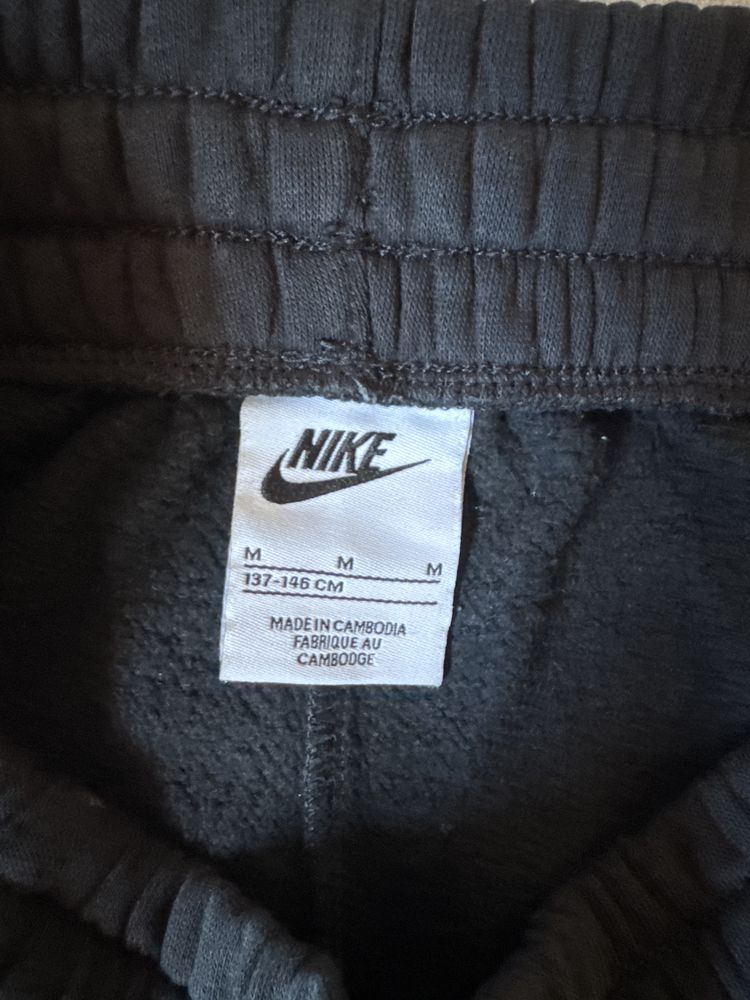 NIKE
M M M
137-146 CM
MADE IN CAMBODIA
FABRIQUE AU
CAMBODGE